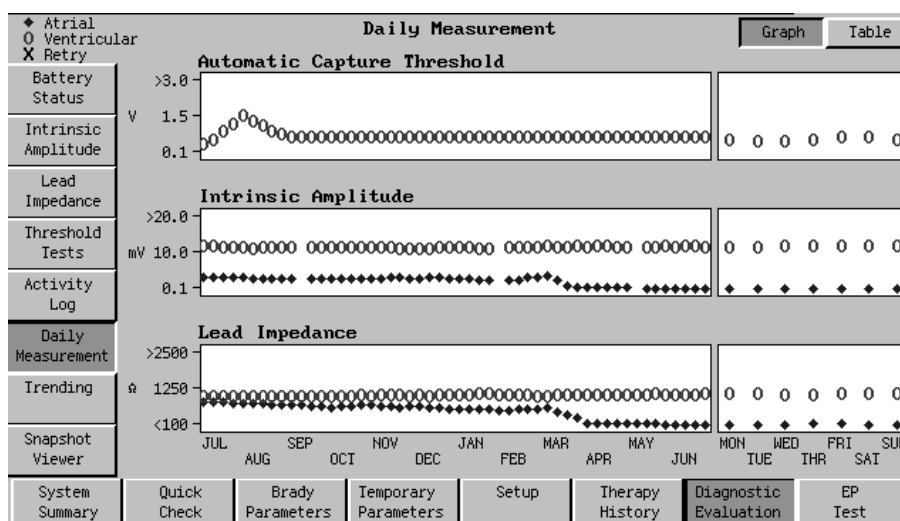 ◆ Atrial
O Ventricular
X Retry
Daily Measurement
Graph
Table
Battery
Status
Intrinsic
Amplitude
Lead
Impedance
Threshold
Tests
Activity
Log
Daily
Measurement
Trending
Snapshot
Viewer
Automatic Capture Threshold
>3.0
V 1.5
0.1
Intrinsic Amplitude
>20.0
mV 10.0
0.1
Lead Impedance
>2500
Ω 1250
<100
JUL SEP NOV JAN MAR MAY
AUG OCT DEC FEB APR JUN
MON WED FRI SU
TUE THR SAT
System
Summary
Quick
Check
Brady
Parameters
Temporary
Parameters
Setup
Therapy
History
Diagnostic
Evaluation
EP
Test